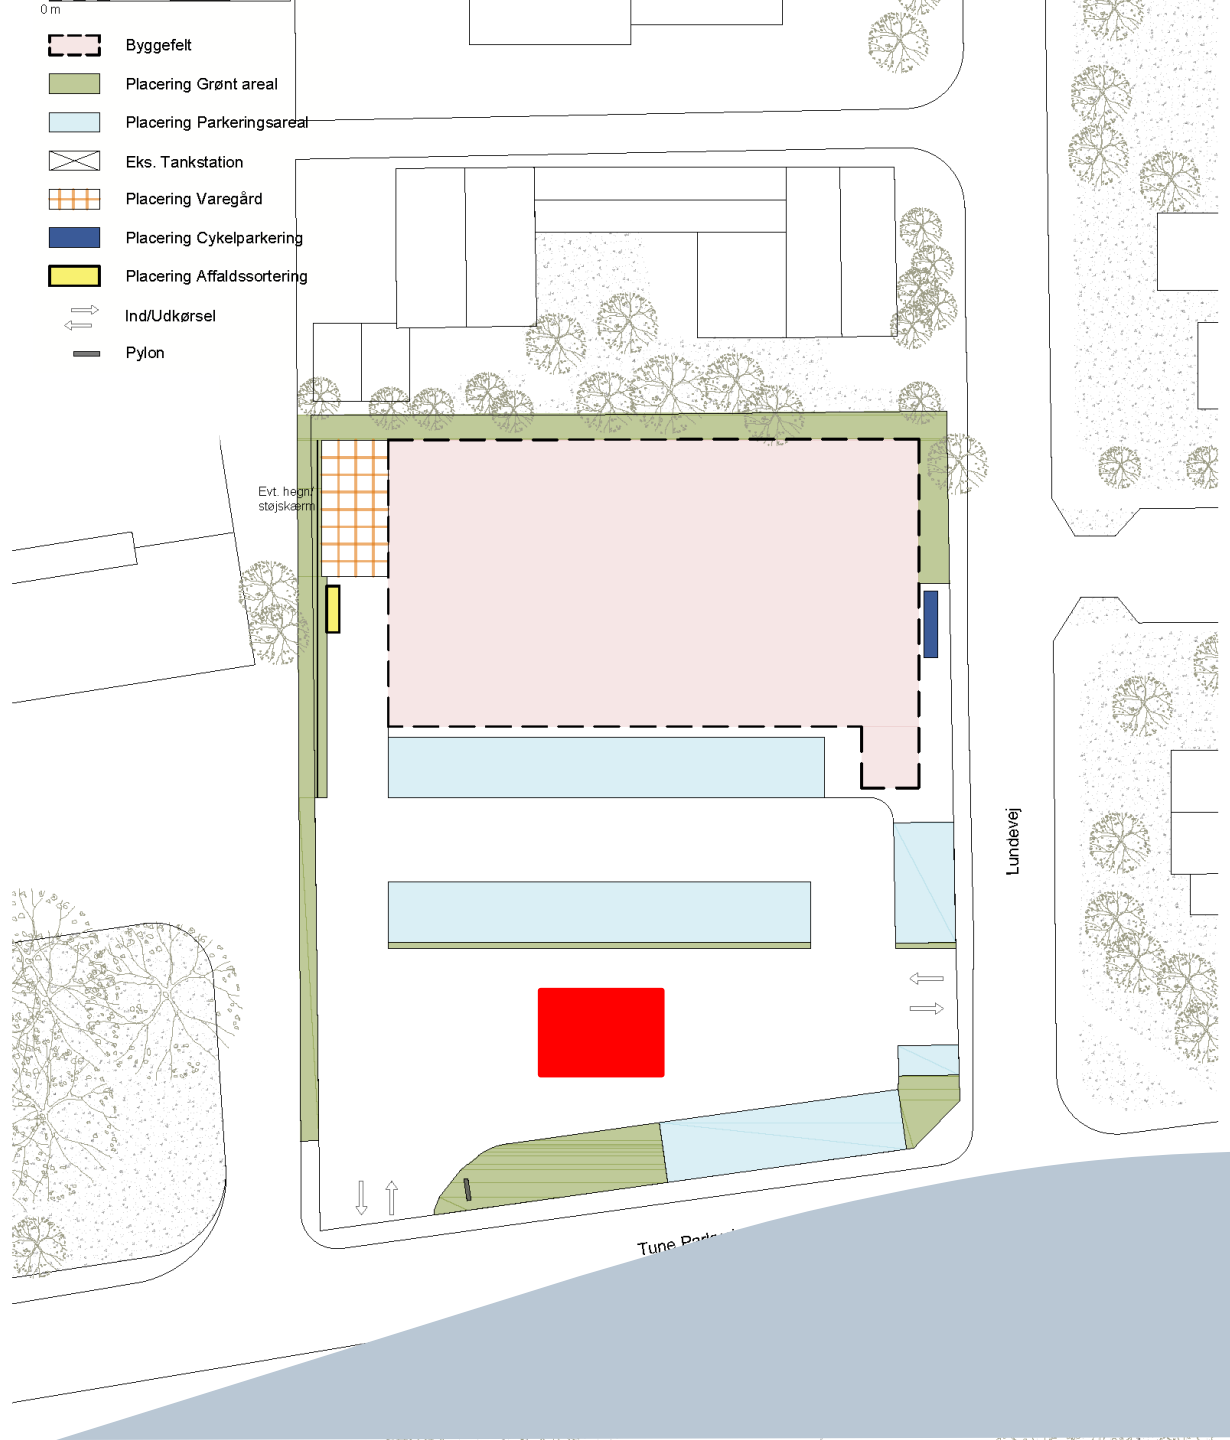 0 m
Byggefelt
Placering Grønt areal
Placering Parkeringsareal
Eks. Tankstation
Placering Varegård
Placering Cykelparkering
Placering Affaldssortering
Ind/Udkørsel
Pylon
Evt. hegn/
støjskærm
Lundevej
Tune